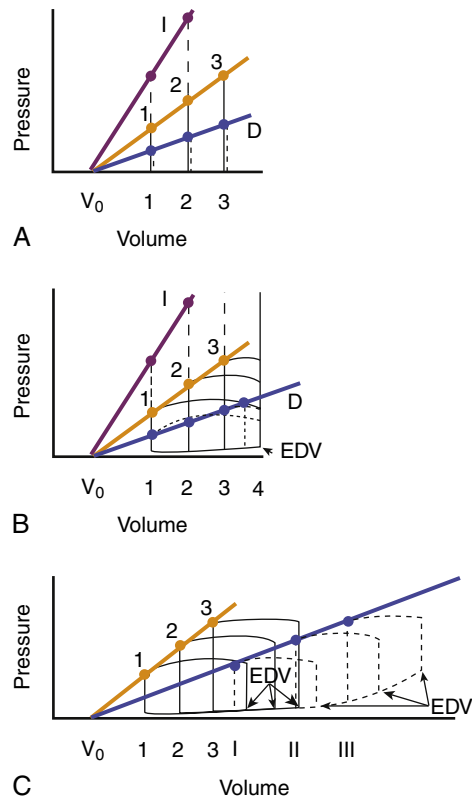 I
Pressure
3
2
1
D
V0
1 2 3
A
Volume
I
Pressure
3
2
1
D
EDV
V0
1 2 3 4
B
Volume
Pressure
3
2
1
EDV
EDV
V0
1 2 3 I II III
C
Volume